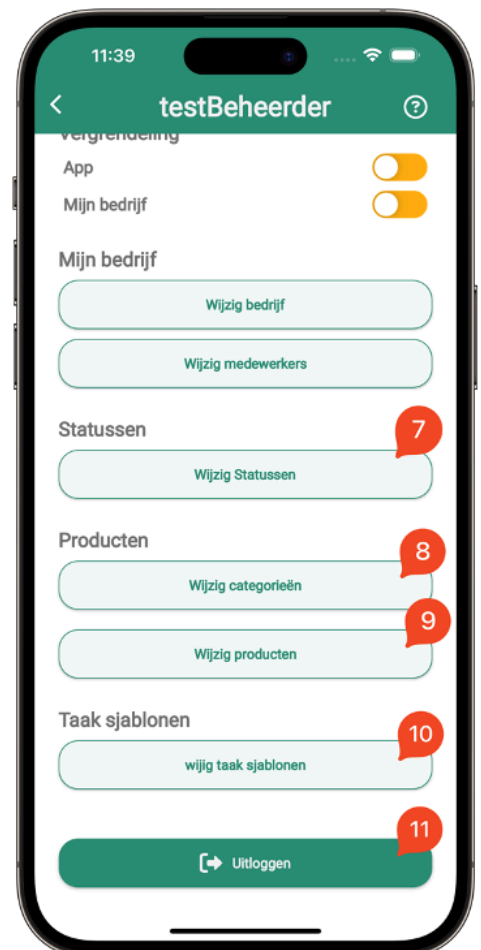 11:39
testBeheerder
?
Vergrendeling
App
Mijn bedrijf
Mijn bedrijf
Wijzig bedrijf
Wijzig medewerkers
Statussen
7
Wijzig Statussen
Producten
8
Wijzig categorieën
9
Wijzig producten
Taak sjablonen
10
wijig taak sjablonen
11
Uitloggen